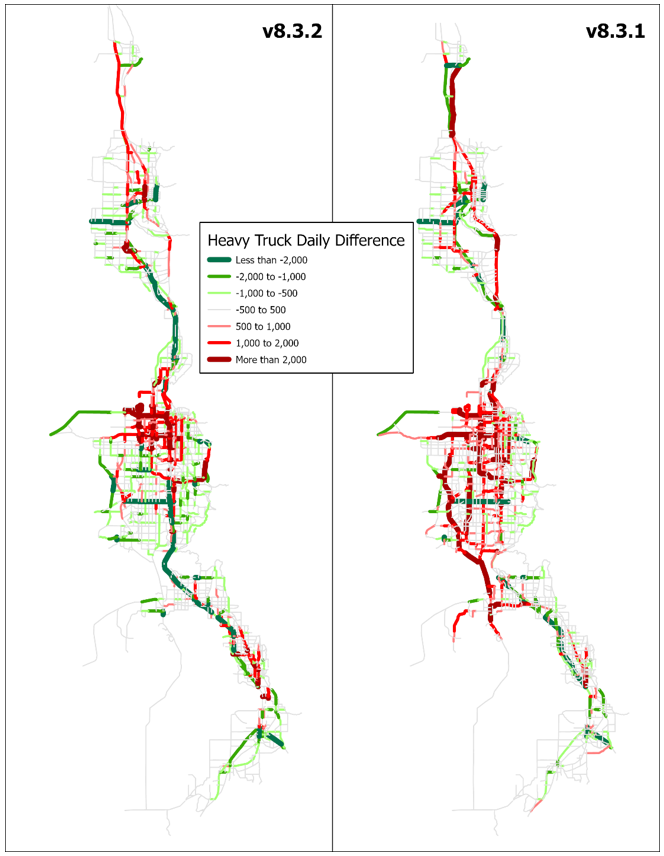 v8.3.2
v8.3.1
Heavy Truck Daily Difference
Less than -2,000
-2,000 to -1,000
-1,000 to -500
-500 to 500
500 to 1,000
1,000 to 2,000
More than 2,000